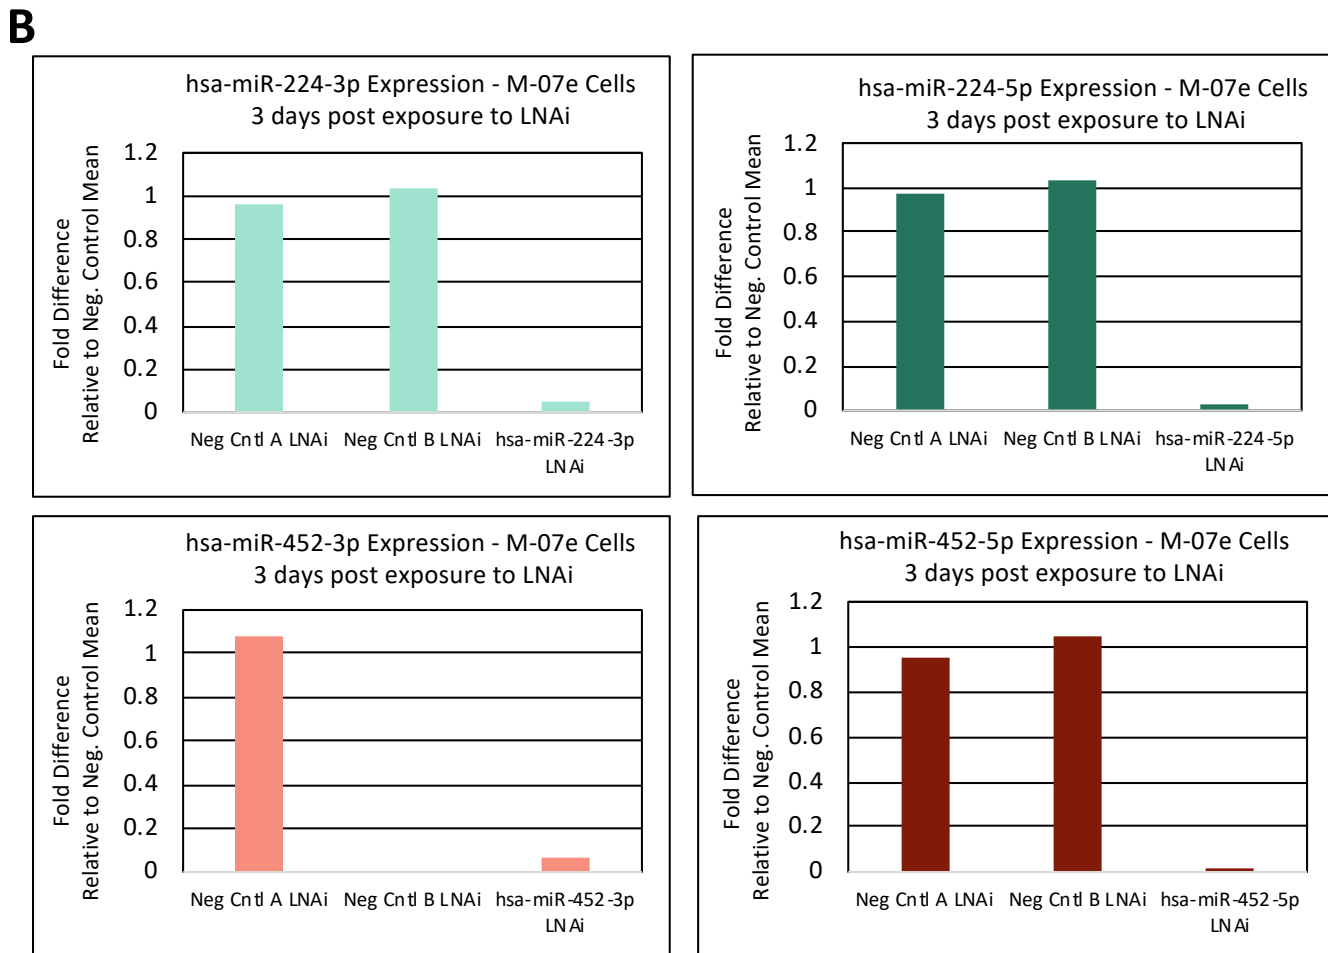 B
hsa-miR-224-3p Expression - M-07e Cells
3 days post exposure to LNAi
Fold Difference
Relative to Neg. Control Mean
1.2
1
0.8
0.6
0.4
0.2
0
Neg Cntl A LNAi Neg Cntl B LNAi hsa-miR-224-3p
LNAi
hsa-miR-224-5p Expression - M-07e Cells
3 days post exposure to LNAi
Fold Difference
Relative to Neg. Control Mean
1.2
1
0.8
0.6
0.4
0.2
0
Neg Cntl A LNAi Neg Cntl B LNAi hsa-miR-224-5p
LNAi
hsa-miR-452-3p Expression - M-07e Cells
3 days post exposure to LNAi
Fold Difference
Relative to Neg. Control Mean
1.2
1
0.8
0.6
0.4
0.2
0
Neg Cntl A LNAi Neg Cntl B LNAi hsa-miR-452-3p
LNAi
hsa-miR-452-5p Expression - M-07e Cells
3 days post exposure to LNAi
Fold Difference
Relative to Neg. Control Mean
1.2
1
0.8
0.6
0.4
0.2
0
Neg Cntl A LNAi Neg Cntl B LNAi hsa-miR-452-5p
LNAi